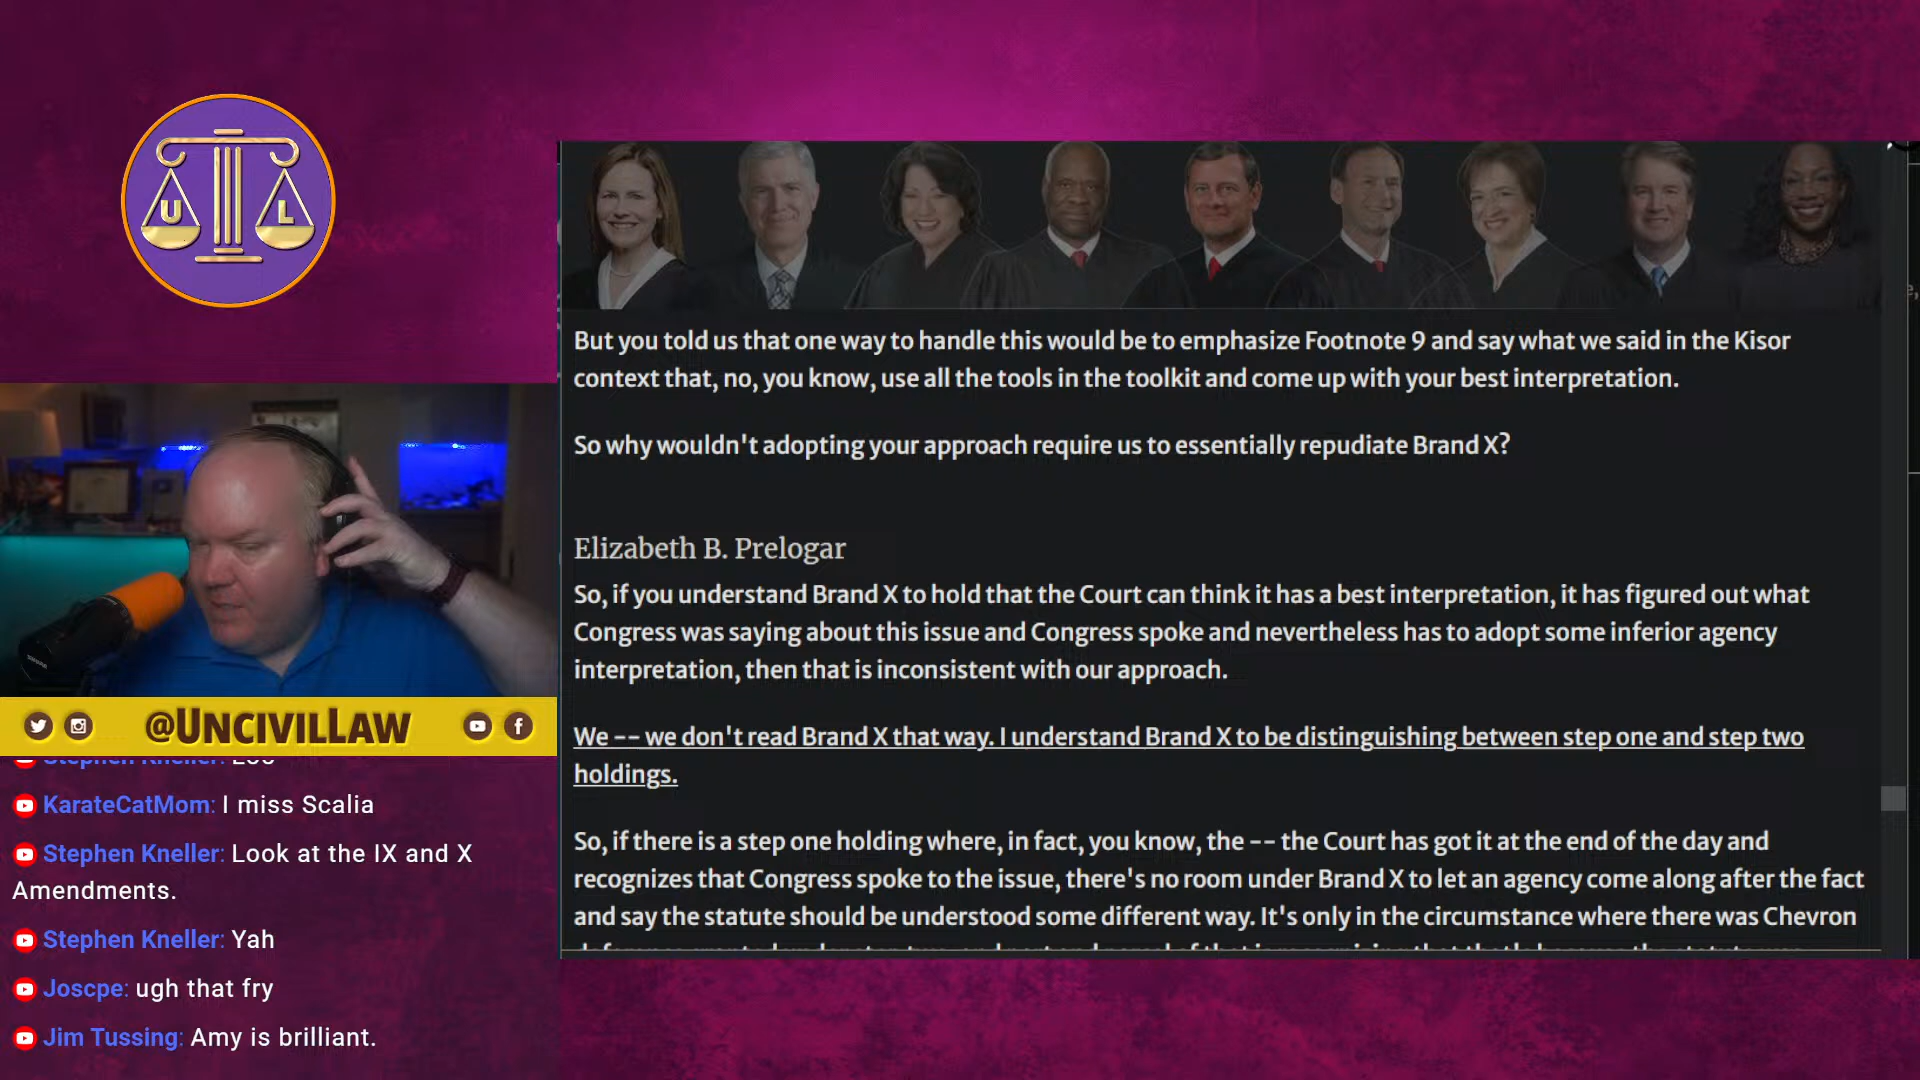 U L
But you told us that one way to handle this would be to emphasize Footnote 9 and say what we said in the Kisor
context that, no, you know, use all the tools in the toolkit and come up with your best interpretation.
So why wouldn't adopting your approach require us to essentially repudiate Brand X?
Elizabeth B. Prelogar
So, if you understand Brand X to hold that the Court can think it has a best interpretation, it has figured out what
Congress was saying about this issue and Congress spoke and nevertheless has to adopt some inferior agency
interpretation, then that is inconsistent with our approach.
We -- we don't read Brand X that way. I understand Brand X to be distinguishing between step one and step two
holdings.
So, if there is a step one holding where, in fact, you know, the -- the Court has got it at the end of the day and
recognizes that Congress spoke to the issue, there's no room under Brand X to let an agency come along after the fact
and say the statute should be understood some different way. It's only in the circumstance where there was Chevron
@UNCIVILLAW
Stephen Kneller:
KarateCatMom: I miss Scalia
Stephen Kneller: Look at the IX and X
Amendments.
Stephen Kneller: Yah
Joscpe: ugh that fry
Jim Tussing: Amy is brilliant.